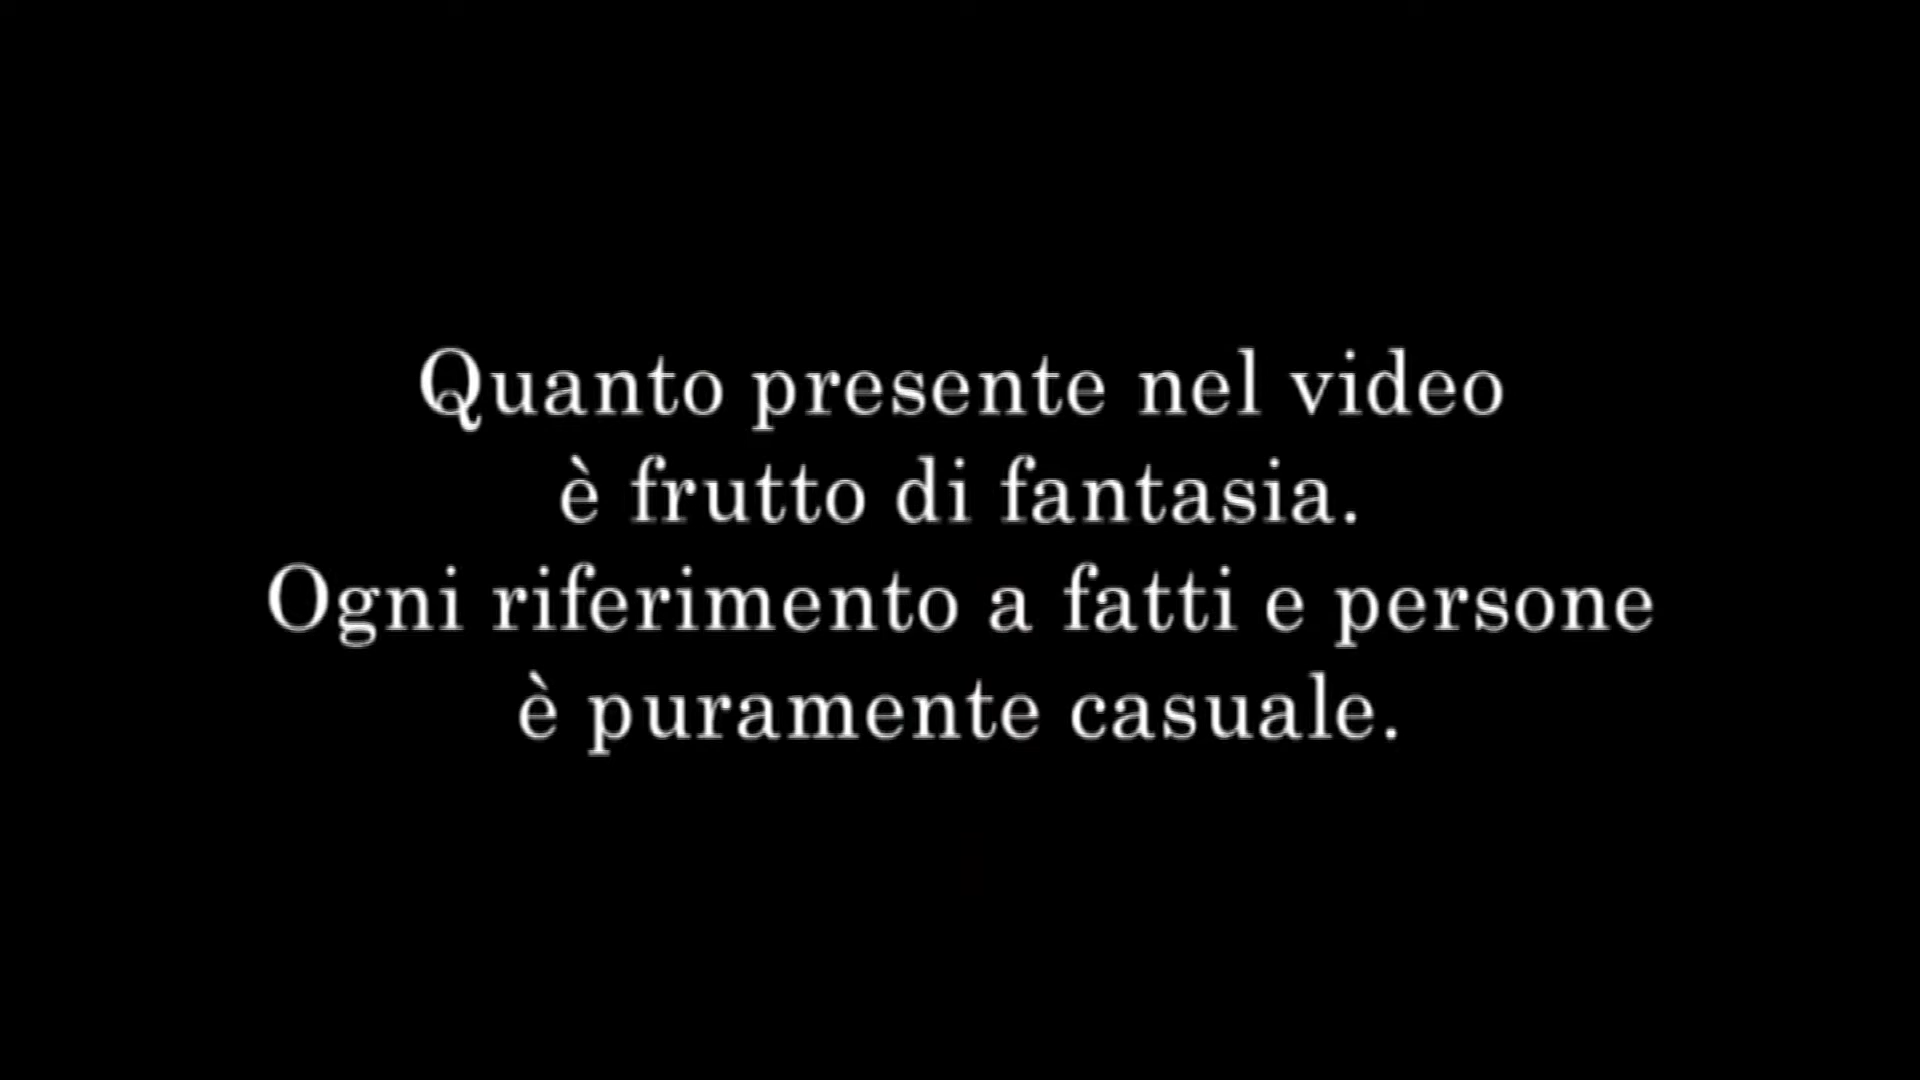 Quanto presente nel video
è frutto di fantasia.
Ogni riferimento a fatti e persone
è puramente casuale.